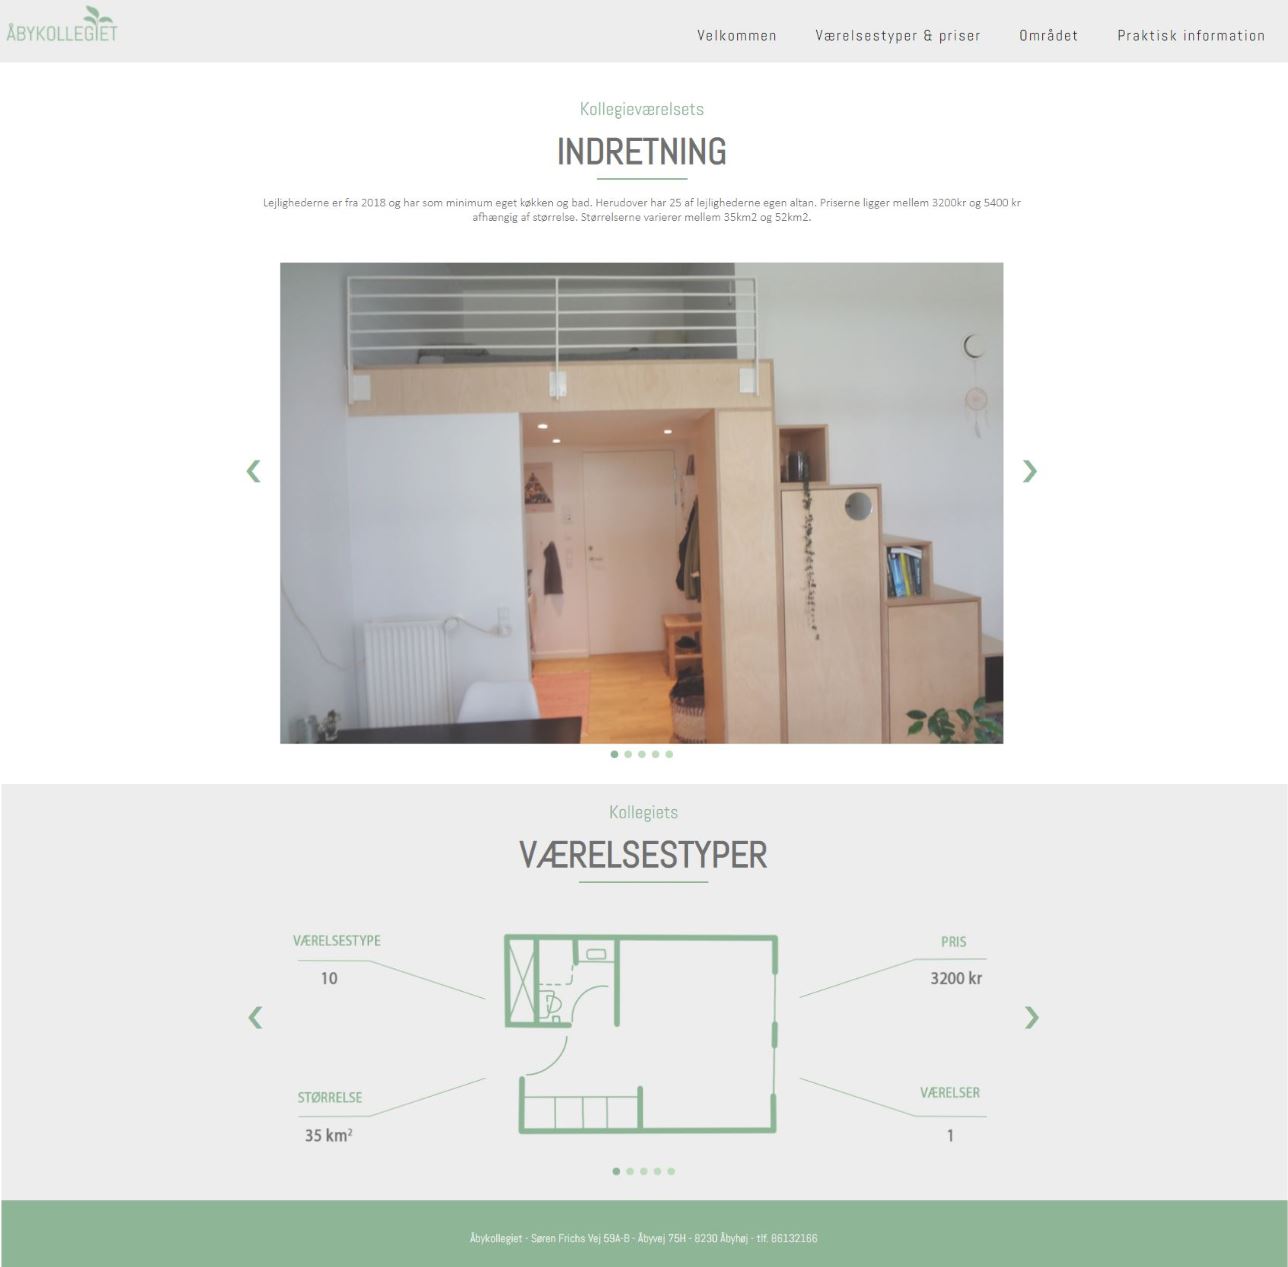 ÅBYKOLLEGIET
Velkommen
Værelsestyper & priser
Området
Praktisk information
Kollegieværelsets
INDRETNING
Lejlighederne er fra 2018 og har som minimum eget køkken og bad. Herudover har 25 af lejlighederne egen altan. Priserne ligger mellem 3200kr og 5400 kr
afhængig af størrelse. Størrelserne varierer mellem 35km2 og 52km2.
Kollegiets
VÆRELSESTYPER
VÆRELSESTYPE
10
PRIS
3200 kr
STØRRELSE
35 km²
VÆRELSER
1
Åbykollegiet - Søren Frichs Vej 59A-B - Åbyvej 75H - 8230 Åbyhøj - tlf. 86132166